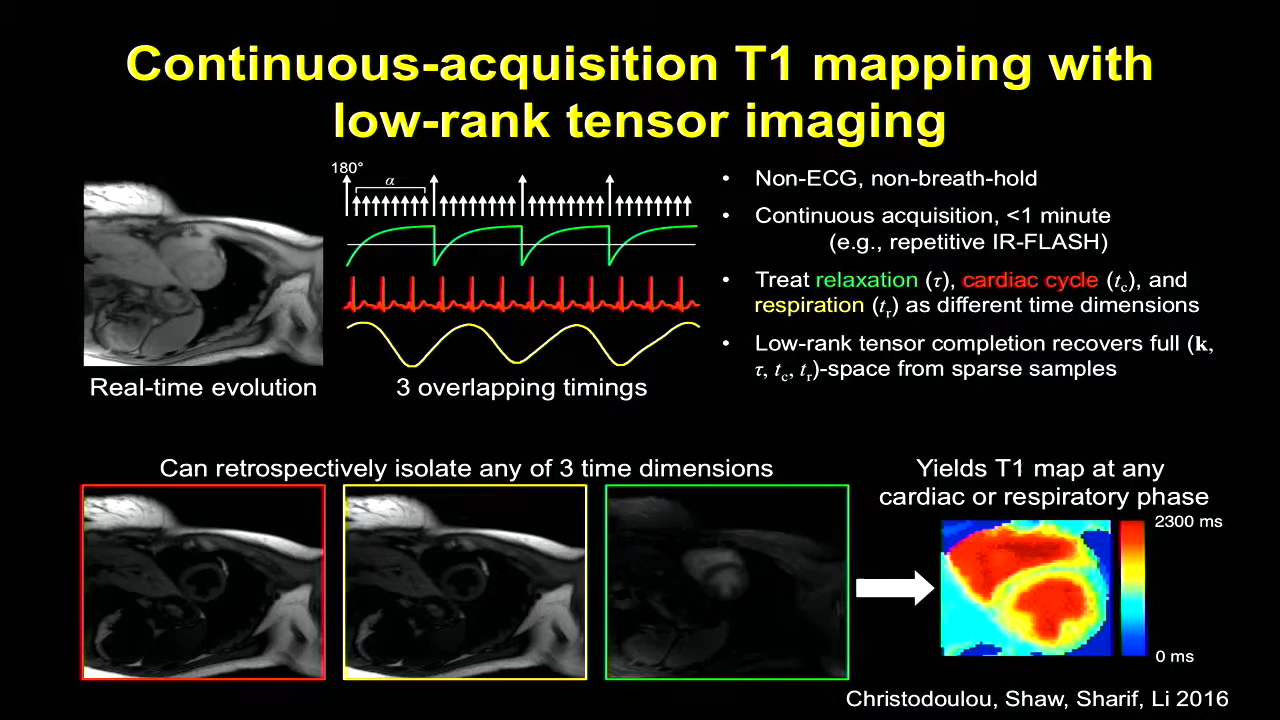 Continuous-acquisition T1 mapping with
low-rank tensor imaging
180°
α
Real-time evolution
3 overlapping timings
• Non-ECG, non-breath-hold
• Continuous acquisition, <1 minute
(e.g., repetitive IR-FLASH)
• Treat relaxation (τ), cardiac cycle (tc), and
respiration (tr) as different time dimensions
• Low-rank tensor completion recovers full (k,
τ, tc, tr)-space from sparse samples
Can retrospectively isolate any of 3 time dimensions
Yields T1 map at any
cardiac or respiratory phase
2300 ms
0 ms
Christodoulou, Shaw, Sharif, Li 2016